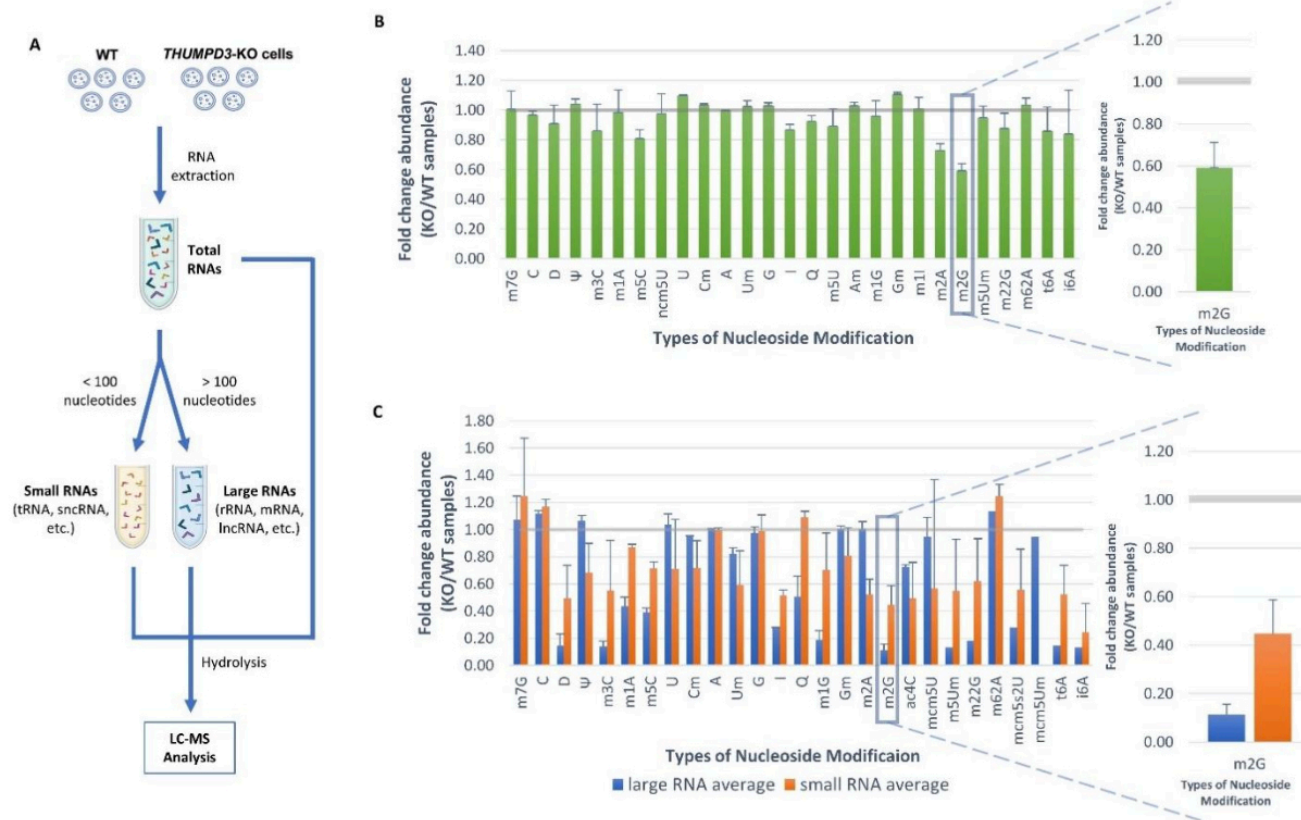 A
WT
THUMPD3-KO cells
RNA
extraction
Total
RNAs
< 100
nucleotides
> 100
nucleotides
Small RNAs
(tRNA, sncRNA,
etc.)
Large RNAs
(rRNA, mRNA,
lncRNA, etc.)
Hydrolysis
LC-MS
Analysis
B
Fold change abundance
(KO/WT samples)
1.40
1.20
1.00
0.80
0.60
0.40
0.20
0.00
m7G
C
D
Ψ
m3C
m1A
m5C
ncm5U
U
Cm
A
Um
G
I
Q
m5U
Am
m1G
Gm
m1I
m2A
m2G
m5Um
m22G
m62A
t6A
i6A
Types of Nucleoside Modification
Fold change abundance
(KO/WT samples)
1.20
1.00
0.80
0.60
0.40
0.20
0.00
m2G
Types of Nucleoside
Modification
C
Fold change abundance
(KO/WT samples)
1.80
1.60
1.40
1.20
1.00
0.80
0.60
0.40
0.20
0.00
m7G
C
D
Ψ
m3C
m1A
m5C
U
Cm
A
Um
G
I
Q
m1G
Gm
m2A
m2G
ac4C
mcm5U
m5Um
m22G
m62A
mcm5s2U
mcm5Um
t6A
i6A
Types of Nucleoside Modificaion
large RNA average
small RNA average
Fold change abundance
(KO/WT samples)
1.20
1.00
0.80
0.60
0.40
0.20
0.00
m2G
Types of Nucleoside
Modification